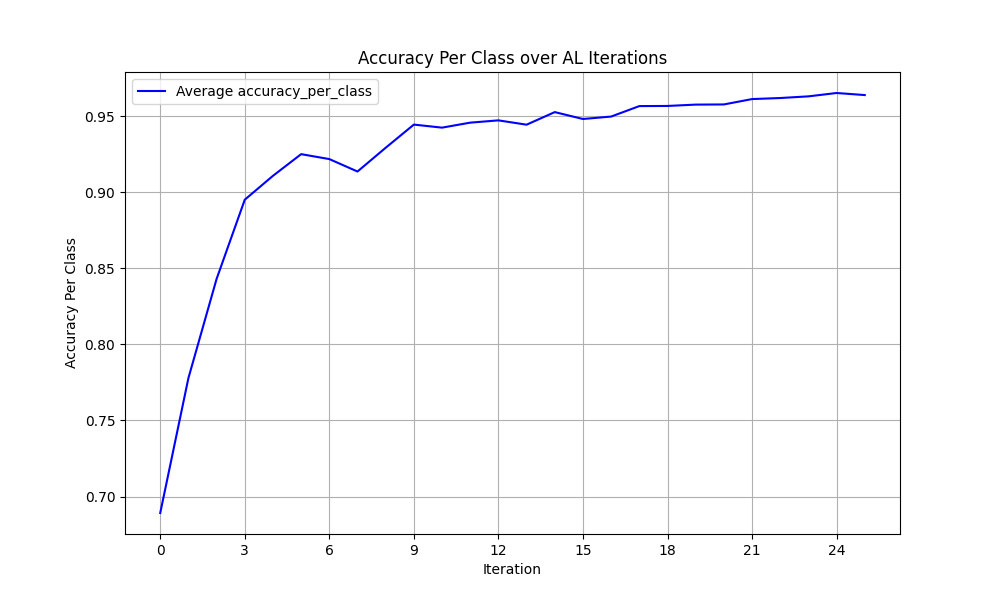 Accuracy Per Class over AL Iterations
Average accuracy_per_class
Accuracy Per Class
0.95
0.90
0.85
0.80
0.75
0.70
0 3 6 9 12 15 18 21 24
Iteration